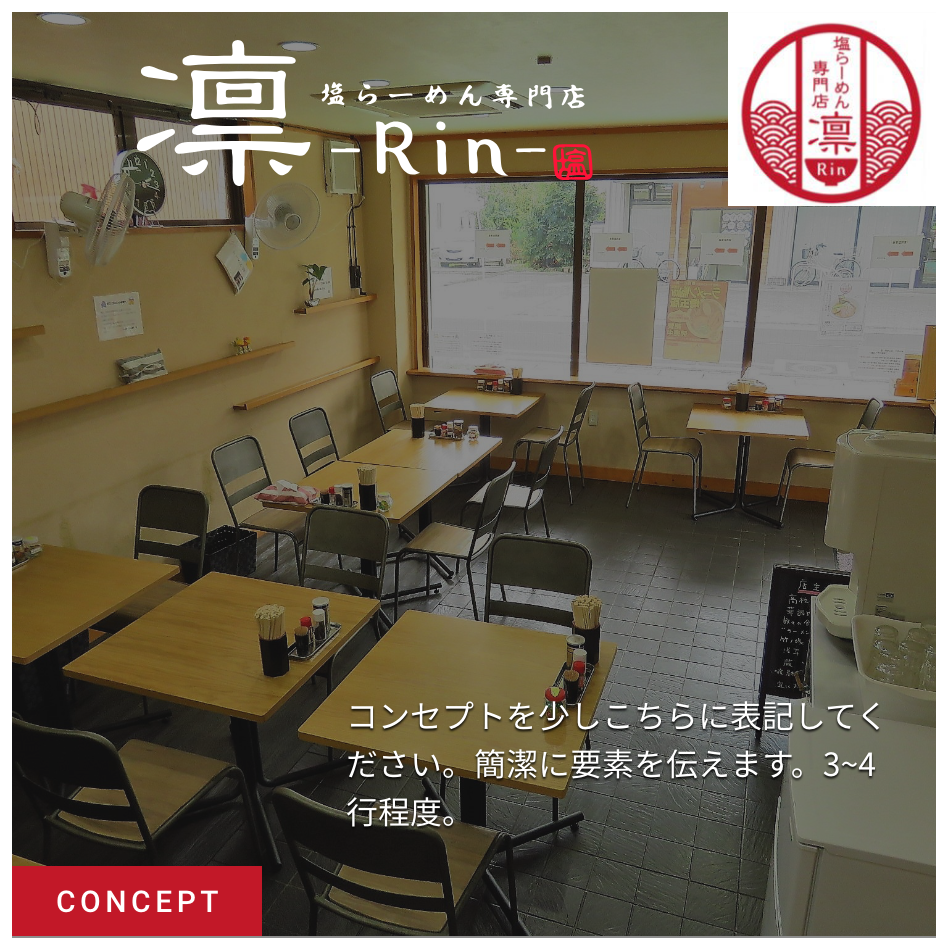 凛
塩らーめん専門店
-Rin-
塩
塩らーめん
専門店
凛
Rin
コンセプトを少しこちらに表記してく
ださい。簡潔に要素を伝えます。3~4
行程度。
CONCEPT